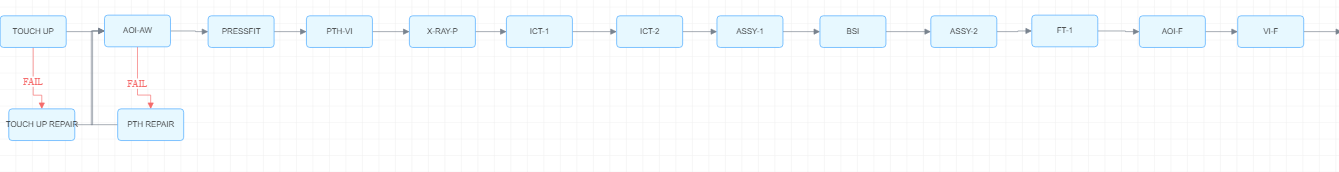 TOUCH UP
AOI-AW
PRESSFIT
PTH-VI
X-RAY-P
ICT-1
ICT-2
ASSY-1
BSI
ASSY-2
FT-1
AOI-F
VI-F
FAIL
FAIL
TOUCH UP REPAIR
PTH REPAIR